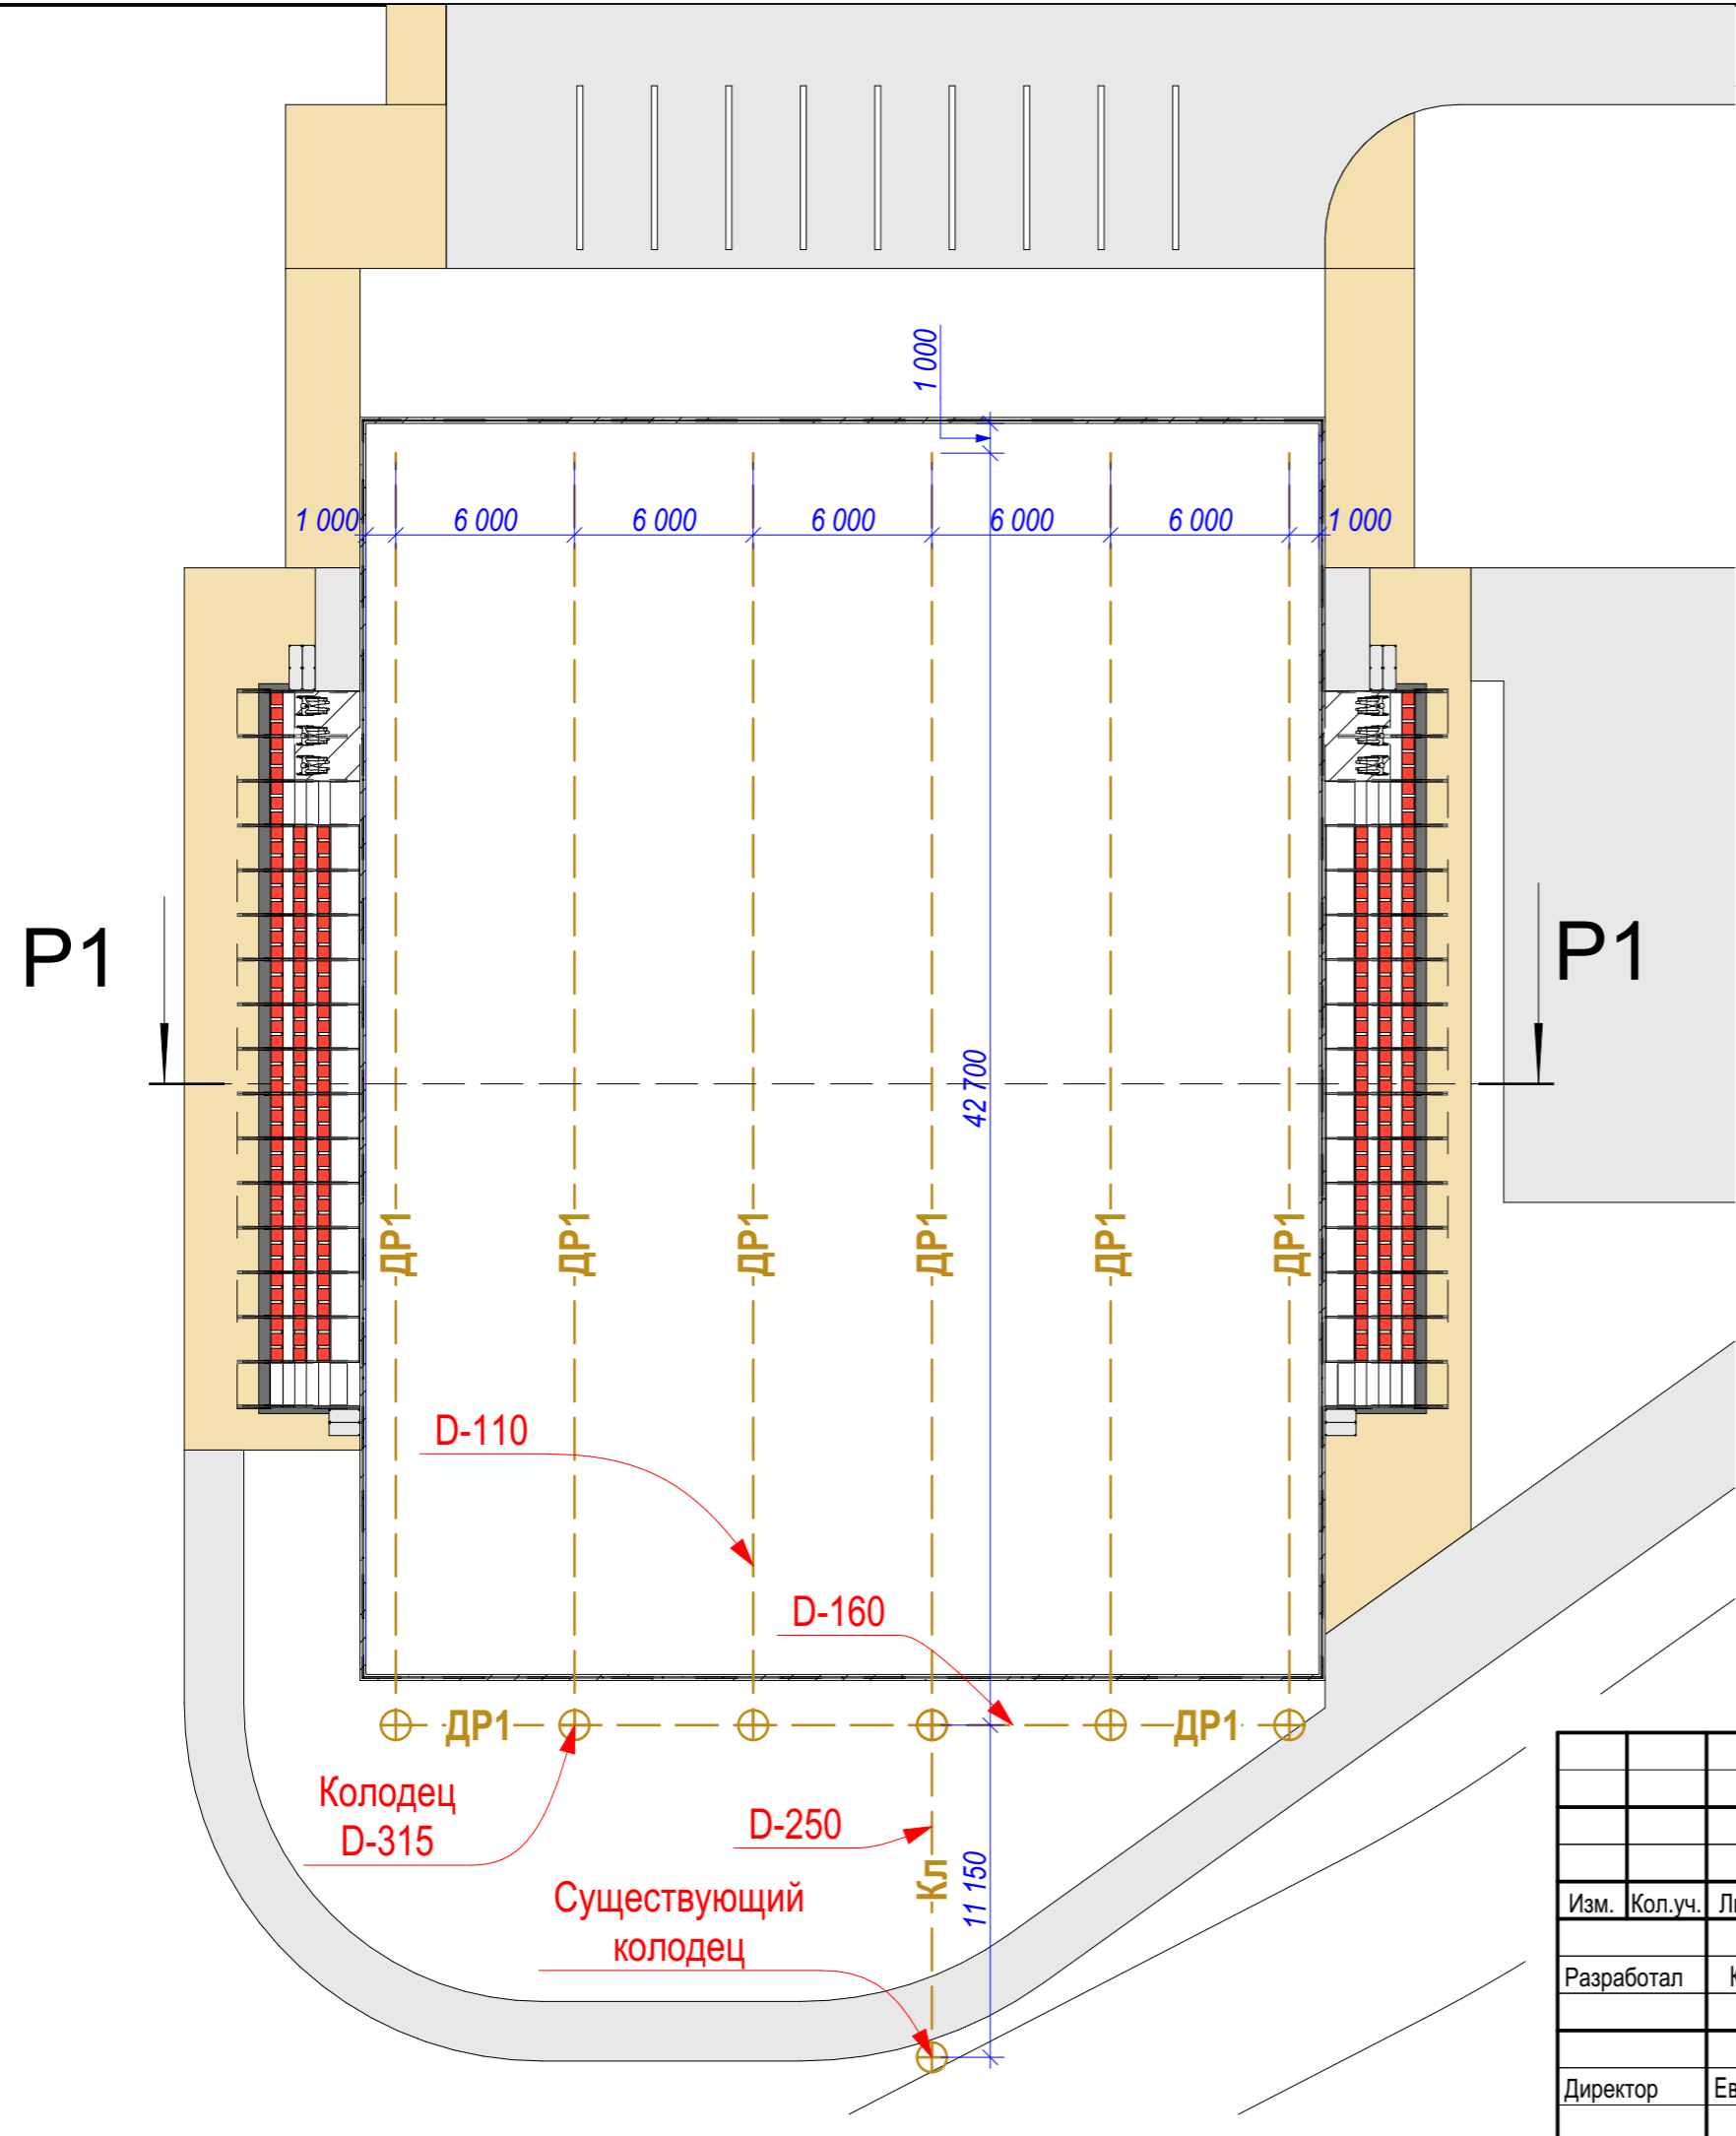 1 000
1 000
6 000
6 000
6 000
6 000
6 000
1 000
P1
P1
42 700
ДР1
ДР1
ДР1
ДР1
ДР1
ДР1
D-110
D-160
ДР1
ДР1
Колодец
D-315
D-250
Кл
11 150
Существующий
колодец
Изм.
Кол.уч.
Разработал
Директор